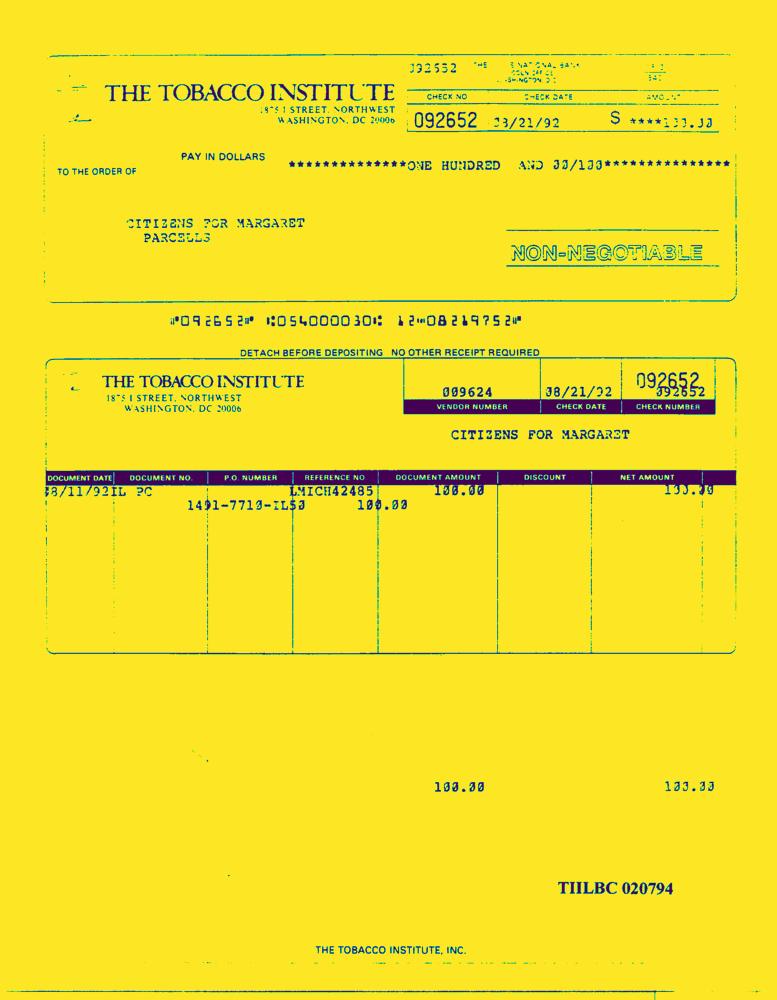 092652 THE NATIONAL BANK
WASHINGTON, D.C.
THE TOBACCO INSTITUTE
1875 I STREET, NORTHWEST
WASHINGTON, DC 20006
CHECK NO CHECK DATE AMOUNT
092652 08/21/92 $ ****100.00
PAY IN DOLLARS ***************ONE HUNDRED AND 00/100****************
TO THE ORDER OF
CITIZENS FOR MARGARET
PARCELLS
NON-NEGOTIABLE
⑈092652⑈ ⑆054000030⑆ 12⑉08219752⑈
DETACH BEFORE DEPOSITING NO OTHER RECEIPT REQUIRED
THE TOBACCO INSTITUTE
1875 I STREET, NORTHWEST
WASHINGTON, DC 20006
092652
009624 08/21/92 092652
VENDOR NUMBER CHECK DATE CHECK NUMBER
CITIZENS FOR MARGARET
DOCUMENT DATE DOCUMENT NO. P.O. NUMBER REFERENCE NO. DOCUMENT AMOUNT DISCOUNT NET AMOUNT
08/11/92IL PC LMICH42485 100.00 100.00
1491-7710-IL50 100.00
100.00 100.00
TIILBC 020794
THE TOBACCO INSTITUTE, INC.